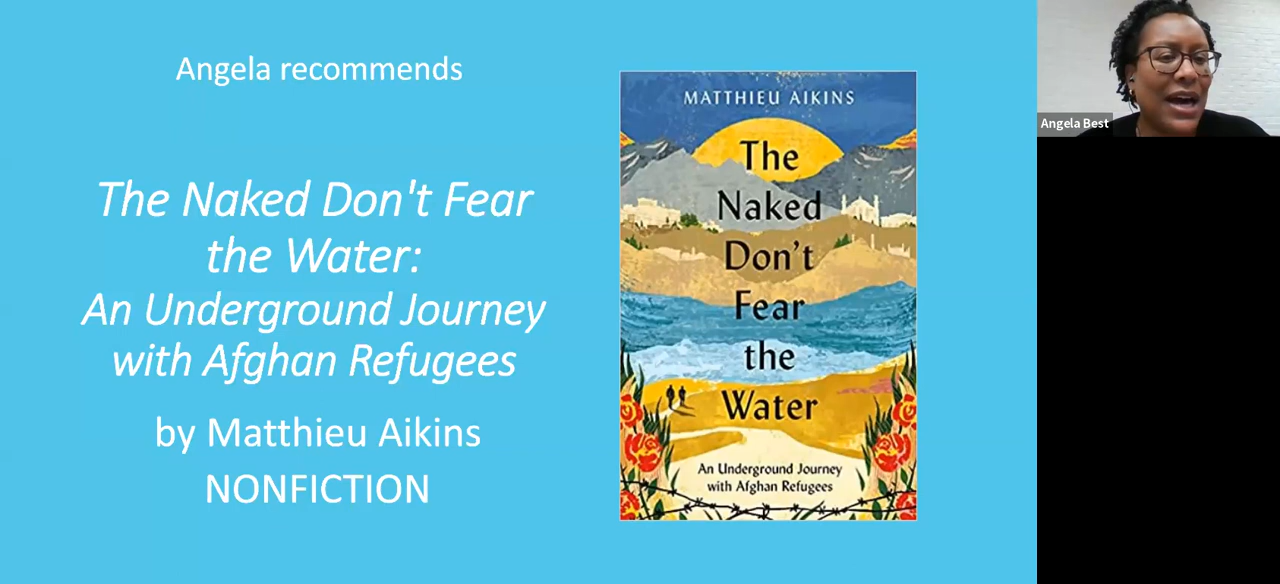 Angela recommends
The Naked Don't Fear
the Water:
An Underground Journey
with Afghan Refugees
by Matthieu Aikins
NONFICTION
MATTHIEU AIKINS
The
Naked
Don't
Fear
the
Water
An Underground Journey
with Afghan Refugees
Angela Best